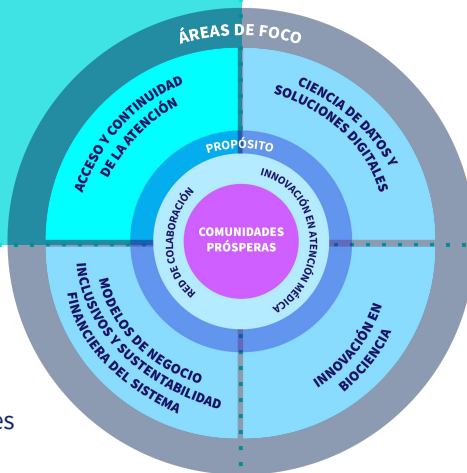 ÁREAS DE FOCO
ACCESO Y CONTINUIDAD
DE LA ATENCIÓN
CIENCIA DE DATOS Y
SOLUCIONES DIGITALES
PROPÓSITO
RED DE COLABORACIÓN
INNOVACIÓN EN ATENCIÓN MÉDICA
COMUNIDADES
PRÓSPERAS
MODELOS DE NEGOCIO
INCLUSIVOS Y SUSTENTABILIDAD
FINANCIERA DEL SISTEMA
INNOVACIÓN EN
BIOCIENCIA
es